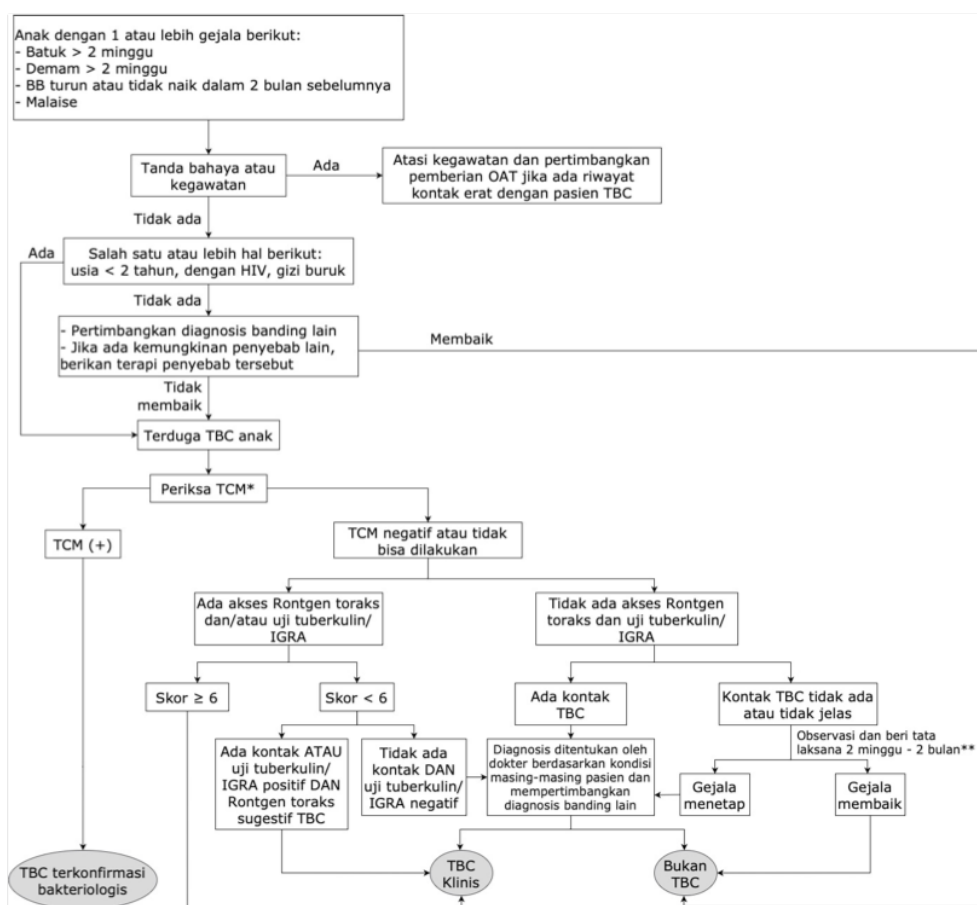 Anak dengan 1 atau lebih gejala berikut:
- Batuk > 2 minggu
- Demam > 2 minggu
- BB turun atau tidak naik dalam 2 bulan sebelumnya
- Malaise
Tanda bahaya atau
kegawatan
Ada
Atasi kegawatan dan pertimbangkan
pemberian OAT jika ada riwayat
kontak erat dengan pasien TBC
Tidak ada
Ada
Salah satu atau lebih hal berikut:
usia < 2 tahun, dengan HIV, gizi buruk
Tidak ada
- Pertimbangkan diagnosis banding lain
- Jika ada kemungkinan penyebab lain,
berikan terapi penyebab tersebut
Membaik
Tidak
membaik
Terduga TBC anak
Periksa TCM*
TCM (+)
TCM negatif atau tidak
bisa dilakukan
Ada akses Rontgen toraks
dan/atau uji tuberkulin/
IGRA
Tidak ada akses Rontgen
toraks dan uji tuberkulin/
IGRA
Skor ≥ 6
Skor < 6
Ada kontak
TBC
Kontak TBC tidak ada
atau tidak jelas
Observasi dan beri tata
laksana 2 minggu - 2 bulan**
Ada kontak ATAU
uji tuberkulin/
IGRA positif DAN
Rontgen toraks
sugestif TBC
Tidak ada
kontak DAN
uji tuberkulin/
IGRA negatif
Diagnosis ditentukan oleh
dokter berdasarkan kondisi
masing-masing pasien dan
mempertimbangkan
diagnosis banding lain
Gejala
menetap
Gejala
membaik
TBC terkonfirmasi
bakteriologis
TBC
Klinis
Bukan
TBC